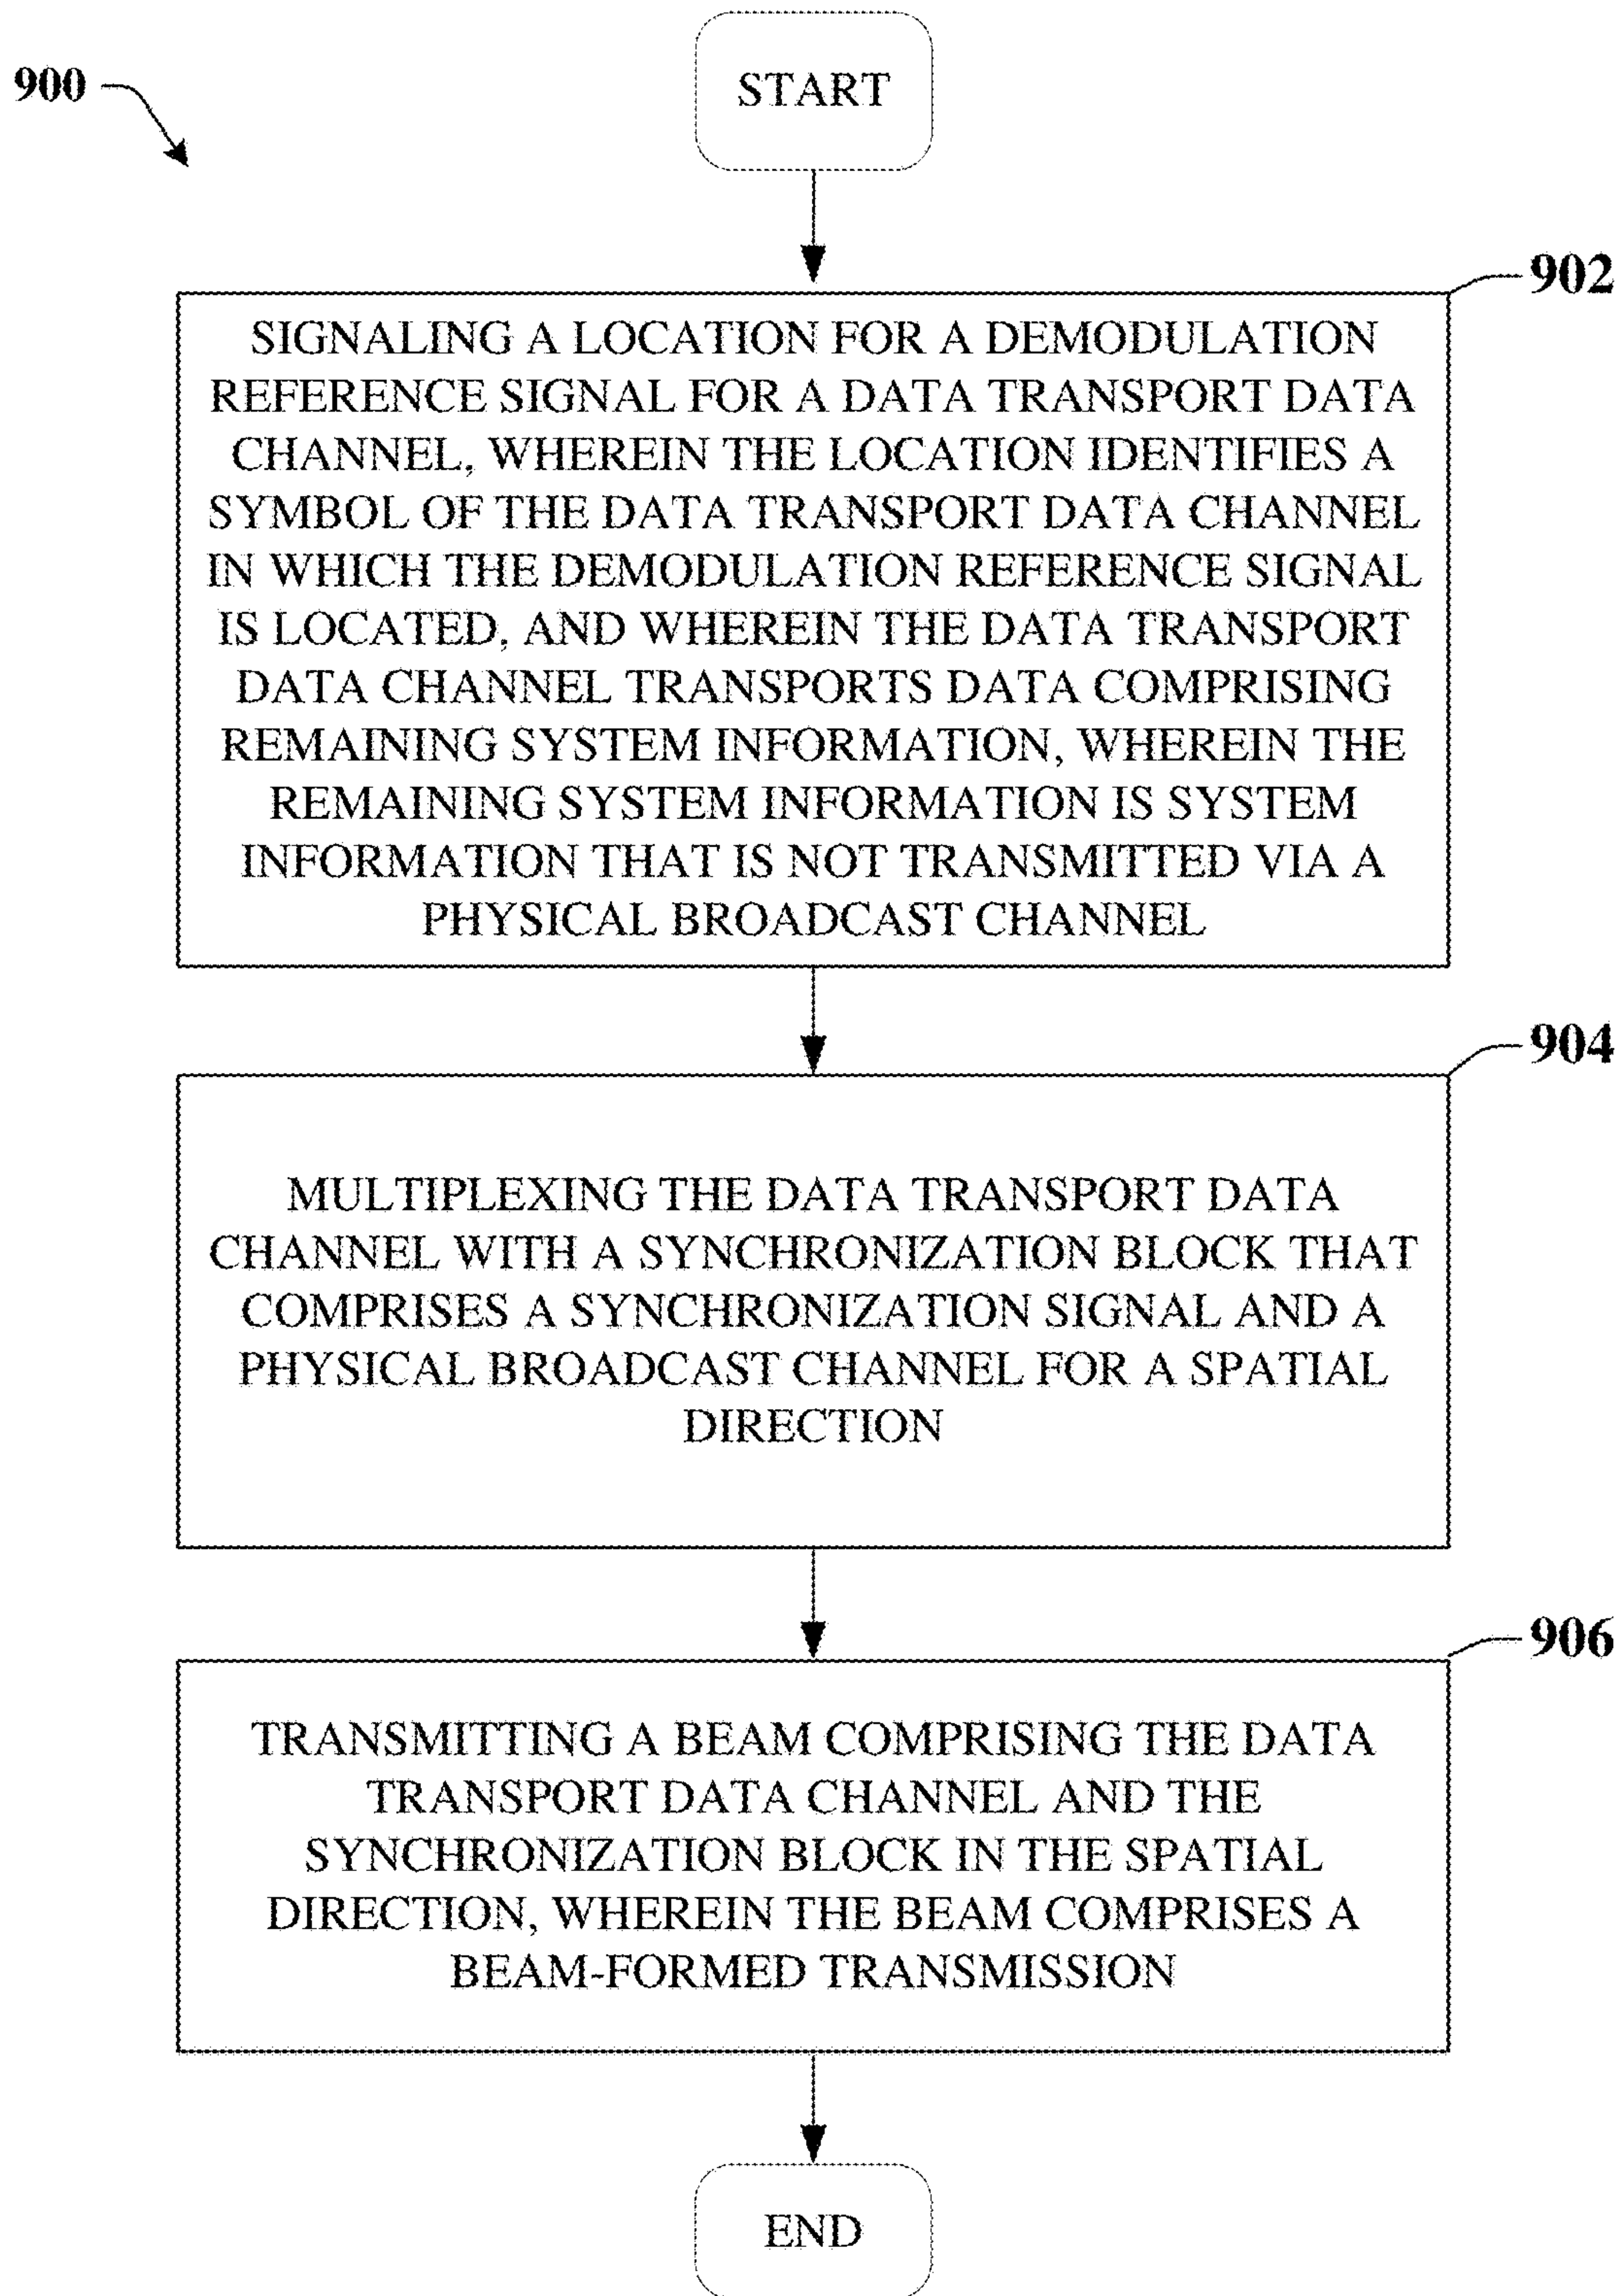 START
900
902
SIGNALING A LOCATION FOR A DEMODULATION
REFERENCE SIGNAL FOR A DATA TRANSPORT DATA
CHANNEL, WHEREIN THE LOCATION IDENTIFIES A
SYMBOL OF THE DATA TRANSPORT DATA CHANNEL
IN WHICH THE DEMODULATION REFERENCE SIGNAL
IS LOCATED, AND WHEREIN THE DATA TRANSPORT
DATA CHANNEL TRANSPORTS DATA COMPRISING
REMAINING SYSTEM INFORMATION, WHEREIN THE
REMAINING SYSTEM INFORMATION IS SYSTEM
INFORMATION THAT IS NOT TRANSMITTED VIA A
PHYSICAL BROADCAST CHANNEL
904
MULTIPLEXING THE DATA TRANSPORT DATA
CHANNEL WITH A SYNCHRONIZATION BLOCK THAT
COMPRISES A SYNCHRONIZATION SIGNAL AND A
PHYSICAL BROADCAST CHANNEL FOR A SPATIAL
DIRECTION
906
TRANSMITTING A BEAM COMPRISING THE DATA
TRANSPORT DATA CHANNEL AND THE
SYNCHRONIZATION BLOCK IN THE SPATIAL
DIRECTION, WHEREIN THE BEAM COMPRISES A
BEAM-FORMED TRANSMISSION
END